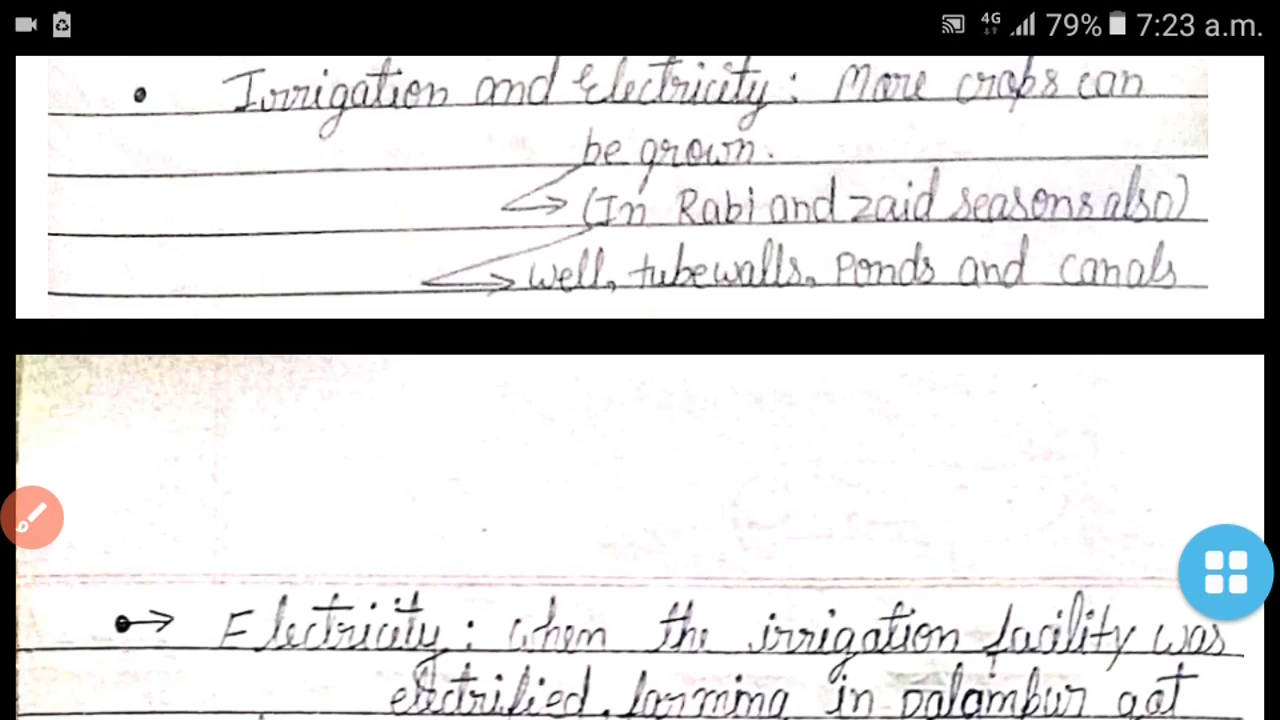 4G 79% 7:23 a.m.
• Irrigation and Electricity : More crops can
be grown.
→ (In Rabi and zaid seasons also)
→ well, tubewalls, Ponds and canals
•→ Electricity : when the irrigation facility was
electrified, farming in palampur got